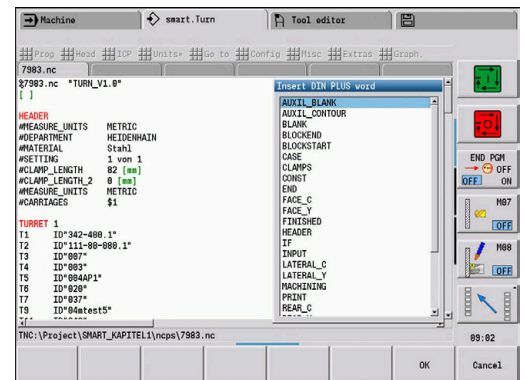 Machine
smart.Turn
Tool editor
Prog Head ICP Units» Go to Config Misc Extras Graph.
7983.nc
%7983.nc "TURN_V1.0"
[ ]
HEADER
#MEASURE_UNITS METRIC
#DEPARTMENT HEIDENHAIN
#MATERIAL Stahl
#SETTING 1 von 1
#CLAMP_LENGTH 82 [mm]
#CLAMP_LENGTH_2 0 [mm]
#MEASURE_UNITS METRIC
#CARRIAGES $1
TURRET 1
T1 ID"342-400.1"
T2 ID"111-80-080.1"
T3 ID"007"
T4 ID"003"
T5 ID"004AP1"
T6 ID"020"
T7 ID"037"
T9 ID"04mtest5"
Insert DIN PLUS word
AUXIL_BLANK
AUXIL_CONTOUR
BLANK
BLOCKEND
BLOCKSTART
CASE
CLAMPS
CONST
END
FACE_C
FACE_Y
FINISHED
HEADER
IF
INPUT
LATERAL_C
LATERAL_Y
MACHINING
PRINT
REAR_C
TNC:\Project\SMART_KAPITEL1\ncps\7983.nc
1
END PGM
OFF
OFF ON
M07
OFF
M08
OFF
09:02
OK
Cancel